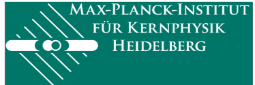 MAX-PLANCK-INSTITUT
FÜR KERNPHYSIK
HEIDELBERG